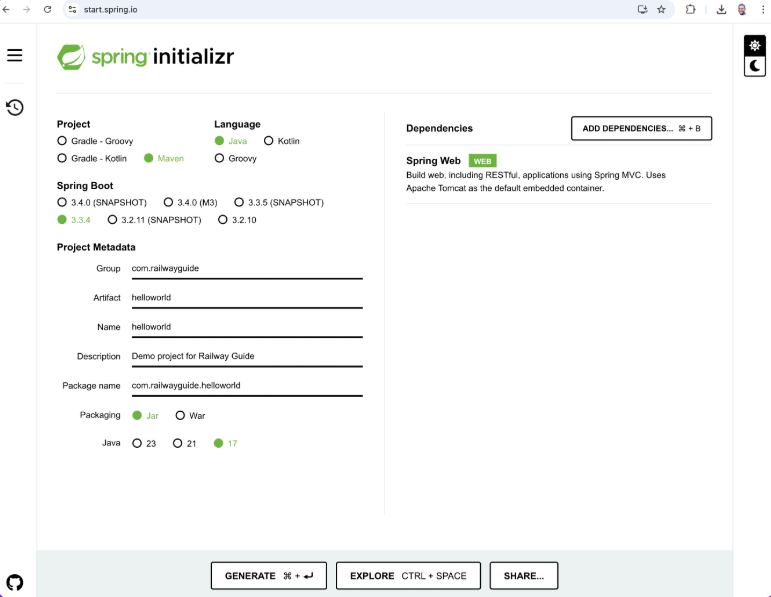 start.spring.io
spring initializr
Project
Gradle - Groovy
Gradle - Kotlin Maven
Language
Java Kotlin
Groovy
Spring Boot
3.4.0 (SNAPSHOT) 3.4.0 (M3) 3.3.5 (SNAPSHOT)
3.3.4 3.2.11 (SNAPSHOT) 3.2.10
Project Metadata
Group com.railwayguide
Artifact helloworld
Name helloworld
Description Demo project for Railway Guide
Package name com.railwayguide.helloworld
Packaging Jar War
Java 23 21 17
Dependencies
ADD DEPENDENCIES... ⌘ + B
Spring Web WEB
Build web, including RESTful, applications using Spring MVC. Uses
Apache Tomcat as the default embedded container.
GENERATE ⌘ + ↵
EXPLORE CTRL + SPACE
SHARE...